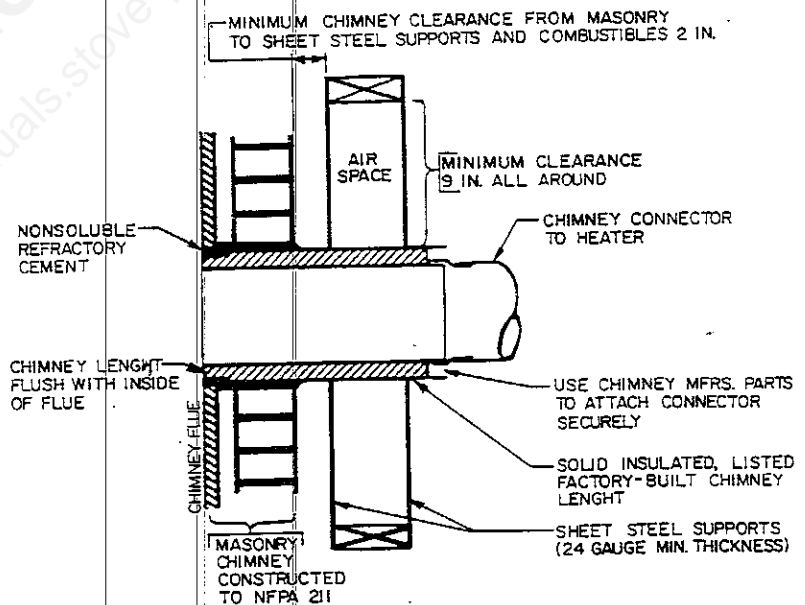 MINIMUM CHIMNEY CLEARANCE FROM MASONRY
TO SHEET STEEL SUPPORTS AND COMBUSTIBLES 2 IN.
AIR
SPACE
MINIMUM CLEARANCE
9 IN. ALL AROUND
NONSOLUBLE
REFRACTORY
CEMENT
CHIMNEY CONNECTOR
TO HEATER
CHIMNEY LENGHT
FLUSH WITH INSIDE
OF FLUE
CHIMNEY FLUE
USE CHIMNEY MFRS. PARTS
TO ATTACH CONNECTOR
SECURELY
SOLID INSULATED, LISTED
FACTORY-BUILT CHIMNEY
LENGHT
SHEET STEEL SUPPORTS
(24 GAUGE MIN. THICKNESS)
MASONRY
CHIMNEY
CONSTRUCTED
TO NFPA 211